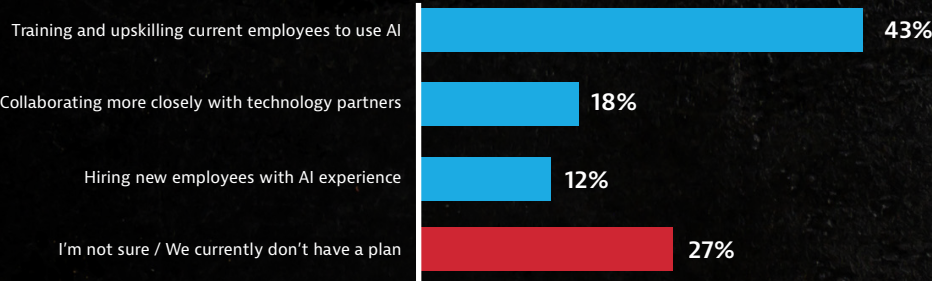 Training and upskilling current employees to use AI 43%
Collaborating more closely with technology partners 18%
Hiring new employees with AI experience 12%
I’m not sure / We currently don’t have a plan 27%